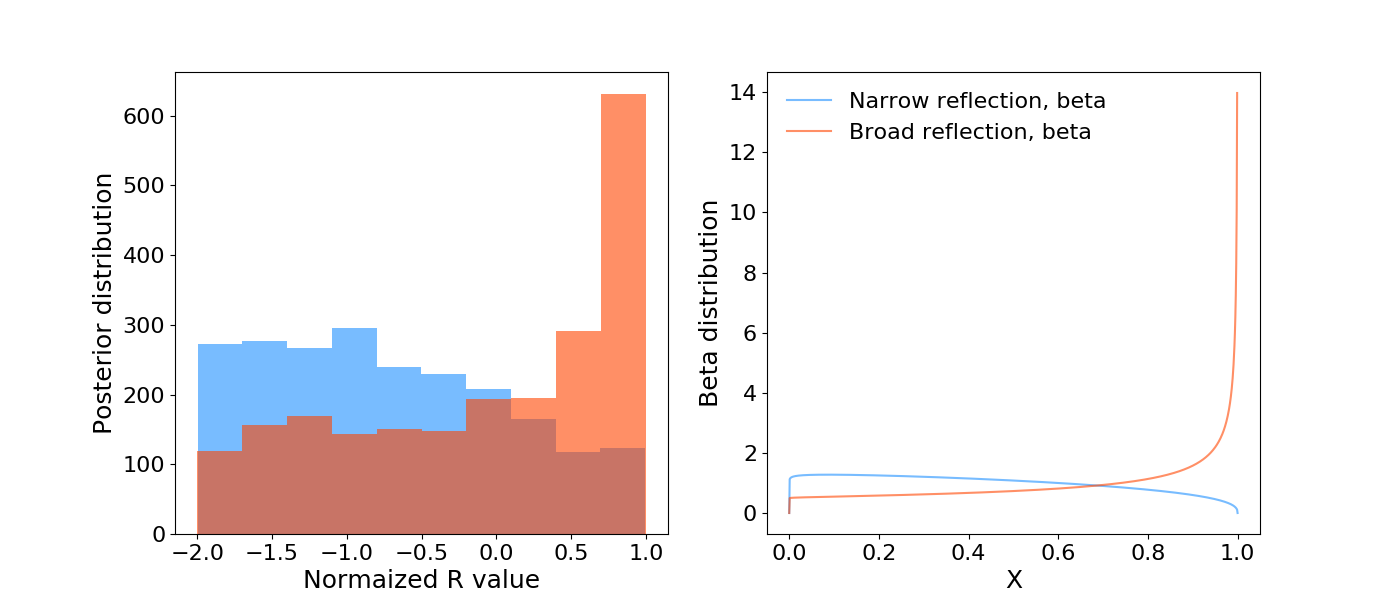 Posterior distribution
600
500
400
300
200
100
0
−2.0 −1.5 −1.0 −0.5 0.0 0.5 1.0
Normaized R value
Beta distribution
14
12
10
8
6
4
2
0
Narrow reflection, beta
Broad reflection, beta
0.0 0.2 0.4 0.6 0.8 1.0
X